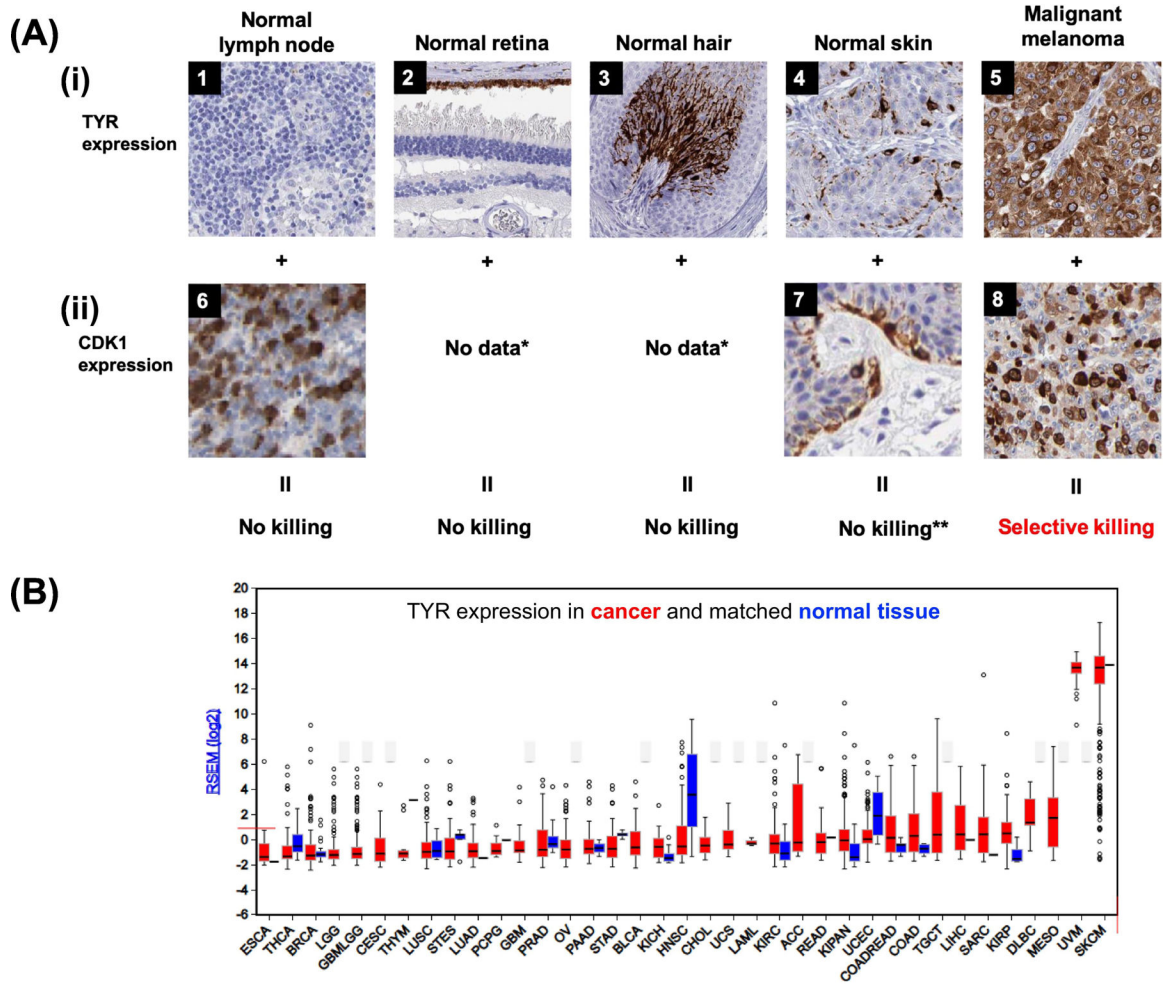 (A)
Normal
lymph node
Normal retina
Normal hair
Normal skin
Malignant
melanoma
(i)
TYR
expression
1
2
3
4
5
+
+
+
+
+
(ii)
CDK1
expression
6
No data*
No data*
7
8
=
=
=
=
=
No killing
No killing
No killing
No killing**
Selective killing
(B)
TYR expression in cancer and matched normal tissue
RSEM (log2)
20
18
16
14
12
10
8
6
4
2
0
-2
-4
-6
ESCA
THCA
BRCA
LGG
GBMLGG
CESC
THYM
LUSC
STES
LUAD
PCPG
GBM
PRAD
OV
PAAD
STAD
BLCA
KICH
HNSC
CHOL
UCS
LAML
KIRC
ACC
READ
KIPAN
UCEC
COADREAD
COAD
TGCT
LIHC
SARC
KIRP
DLBC
MESO
UVM
SKCM